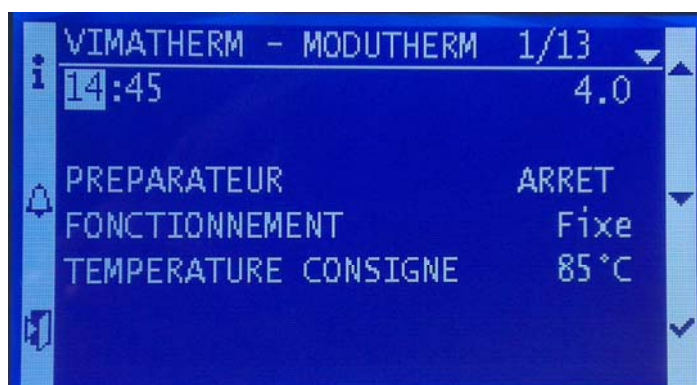 VIMATHERM - MODUTHERM 1/13
14:45 4.0
PREPARATEUR ARRET
FONCTIONNEMENT Fixe
TEMPERATURE CONSIGNE 85°C